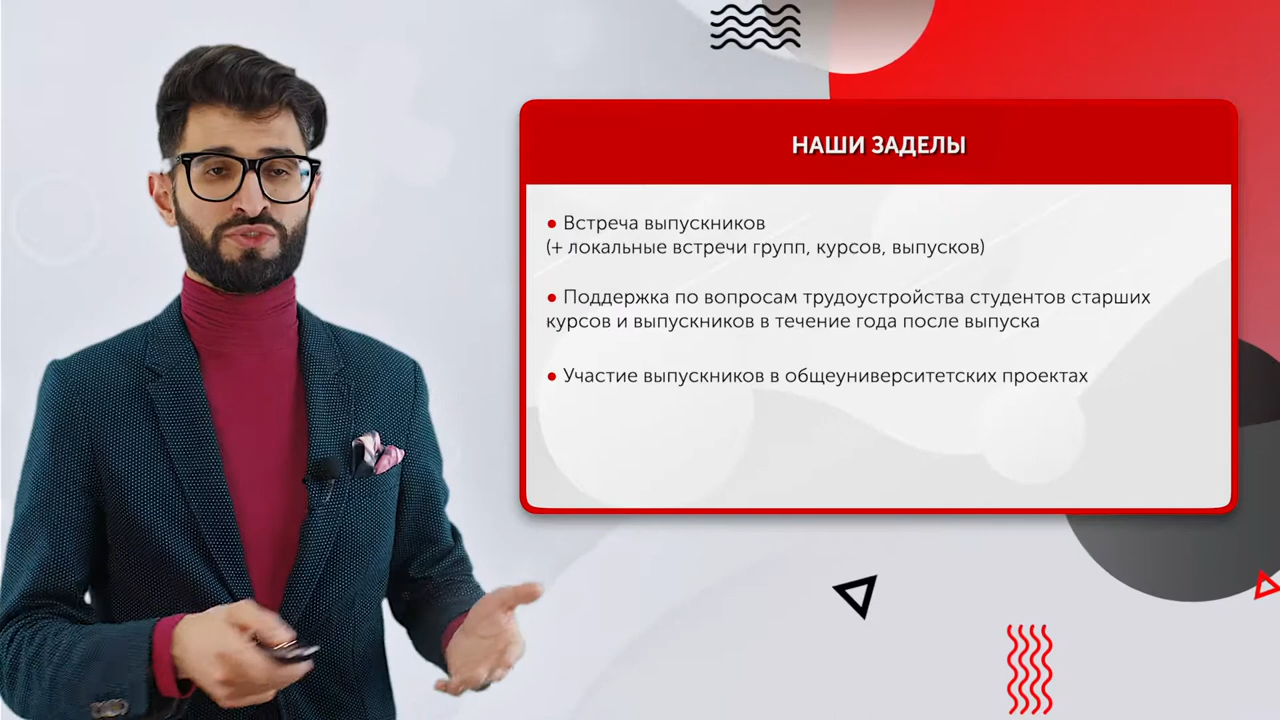 НАШИ ЗАДЕЛЫ
● Встреча выпускников
(+ локальные встречи групп, курсов, выпусков)
● Поддержка по вопросам трудоустройства студентов старших
курсов и выпускников в течение года после выпуска
● Участие выпускников в общеуниверситетских проектах